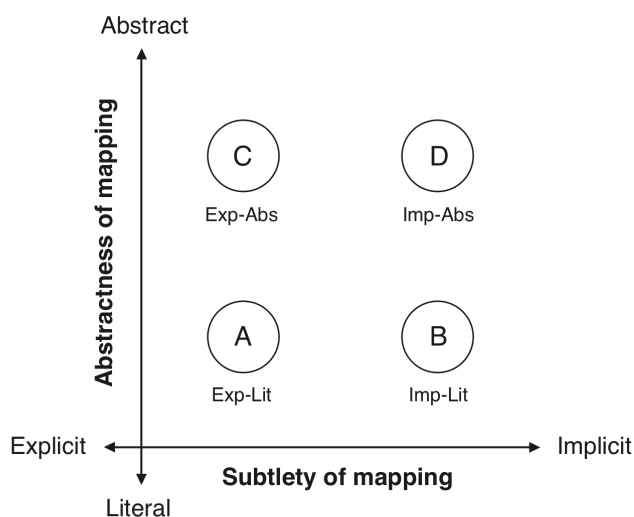 Abstract
Abstractness of mapping
C
D
Exp-Abs
Imp-Abs
A
B
Exp-Lit
Imp-Lit
Explicit
Implicit
Subtlety of mapping
Literal